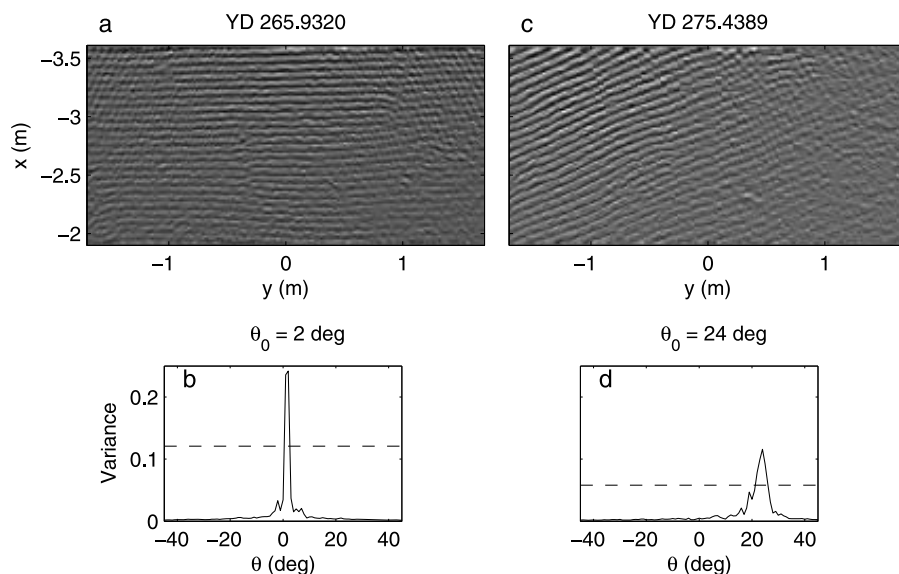 a YD 265.9320
c YD 275.4389
x (m)
−3.5
−3
−2.5
−2
−1 0 1
−1 0 1
y (m)
y (m)
θ0 = 2 deg
θ0 = 24 deg
b
d
Variance
0.2
0.1
0
−40 −20 0 20 40
−40 −20 0 20 40
θ (deg)
θ (deg)